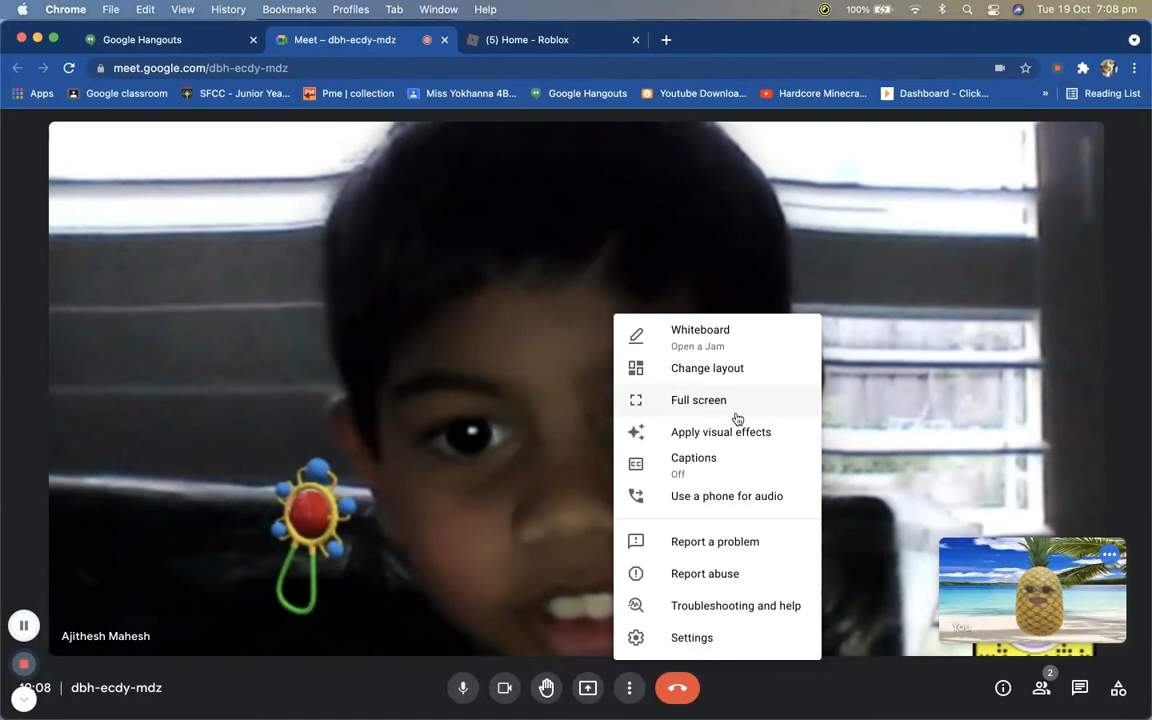 Chrome File Edit View History Bookmarks Profiles Tab Window Help 100% Tue 19 Oct 7:08 pm
Google Hangouts Meet – dbh-ecdy-mdz (5) Home - Roblox
meet.google.com/dbh-ecdy-mdz
Apps Google classroom SFCC - Junior Yea... Pme | collection Miss Yokhanna 4B... Google Hangouts Youtube Downloa... Hardcore Minecra... Dashboard - Click... » Reading List
Whiteboard
Open a Jam
Change layout
Full screen
Apply visual effects
Captions
Off
Use a phone for audio
Report a problem
Report abuse
Troubleshooting and help
Settings
You
Ajithesh Mahesh
dbh-ecdy-mdz
2